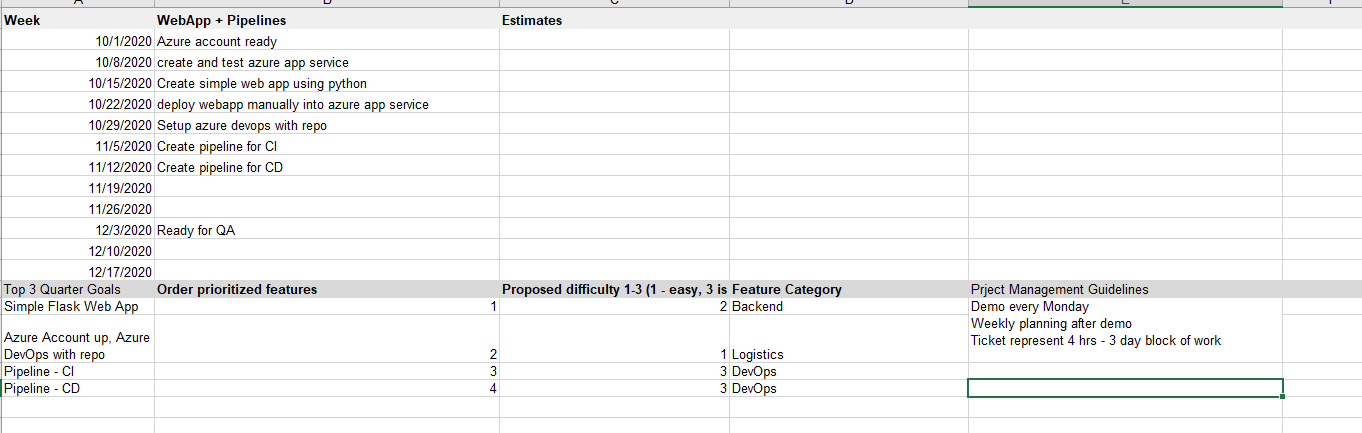 Week WebApp + Pipelines Estimates
10/1/2020 Azure account ready
10/8/2020 create and test azure app service
10/15/2020 Create simple web app using python
10/22/2020 deploy webapp manually into azure app service
10/29/2020 Setup azure devops with repo
11/5/2020 Create pipeline for CI
11/12/2020 Create pipeline for CD
11/19/2020
11/26/2020
12/3/2020 Ready for QA
12/10/2020
12/17/2020
Top 3 Quarter Goals Order prioritized features Proposed difficulty 1-3 (1 - easy, 3 is Feature Category Prject Management Guidelines
Simple Flask Web App 1 2 Backend Demo every Monday
Weekly planning after demo
Azure Account up, Azure Ticket represent 4 hrs - 3 day block of work
DevOps with repo 2 1 Logistics
Pipeline - CI 3 3 DevOps
Pipeline - CD 4 3 DevOps